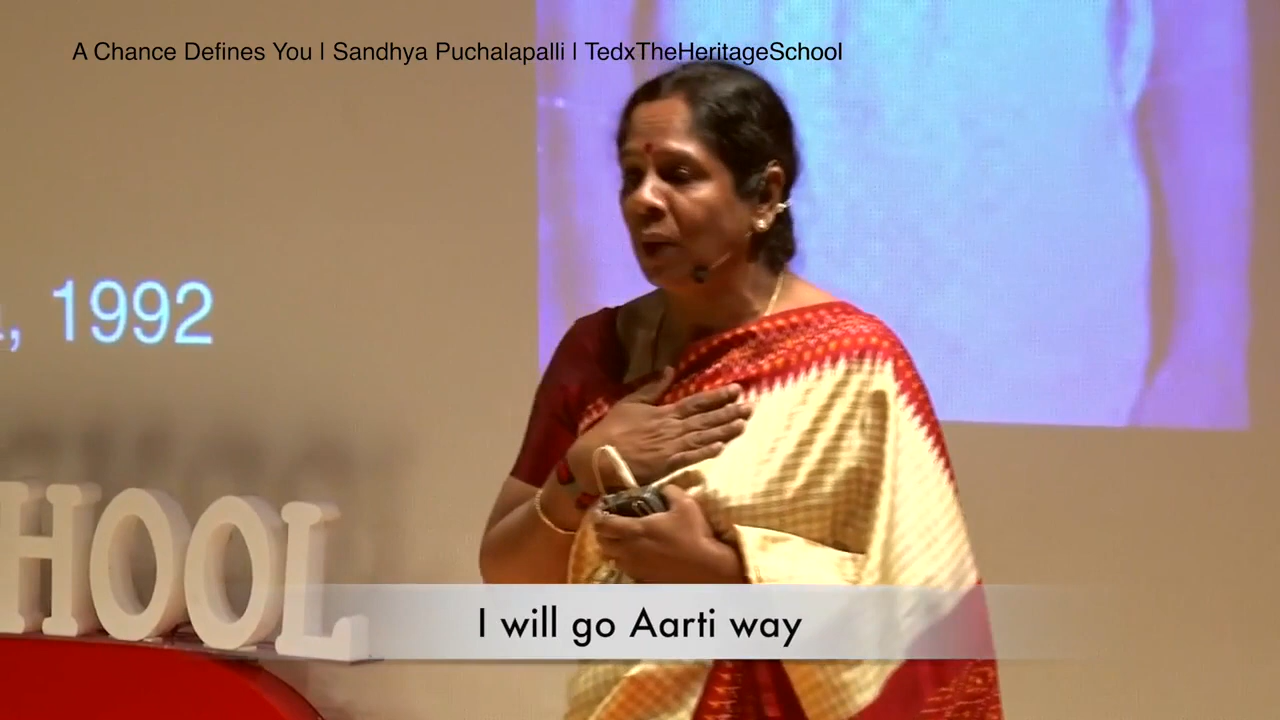 A Chance Defines You | Sandhya Puchalapalli | TedxTheHeritageSchool
, 1992
HOOL
I will go Aarti way